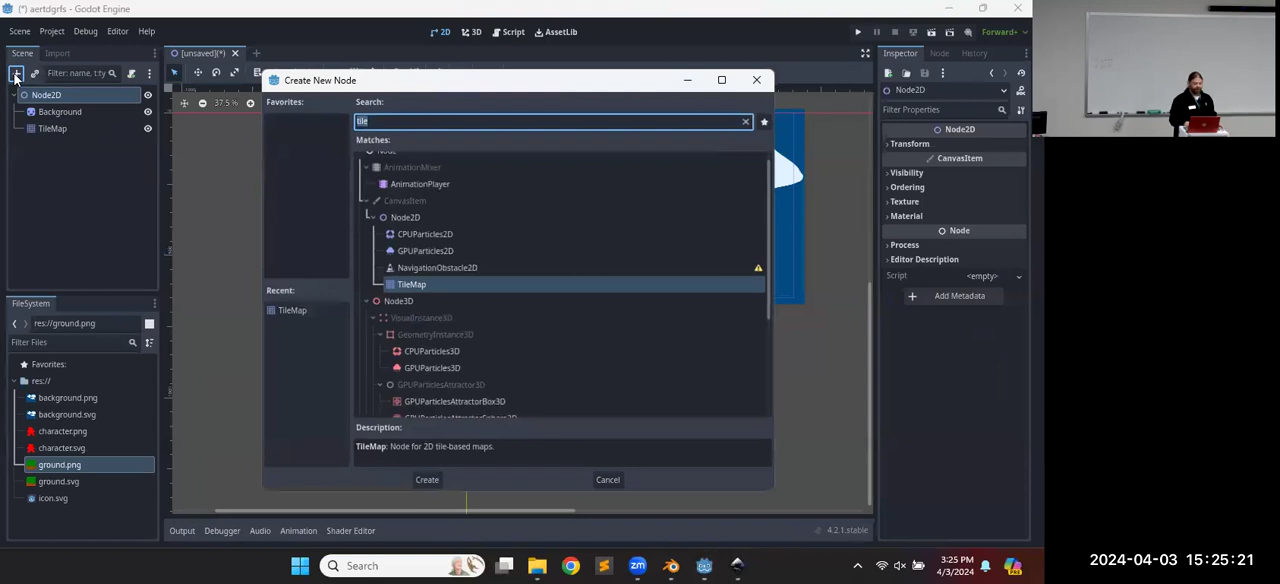 (*) aertdgrfs - Godot Engine
Scene Project Debug Editor Help
2D 3D Script AssetLib
Forward+
Scene Import
Filter: name, t:ty
[unsaved](*)
37.5 %
Node2D
Background
TileMap
FileSystem
res://ground.png
Filter Files
Favorites:
res://
background.png
background.svg
character.png
character.svg
ground.png
ground.svg
icon.svg
Create New Node
Favorites:
Recent:
TileMap
Search:
tile
Matches:
Node
AnimationMixer
AnimationPlayer
CanvasItem
Node2D
CPUParticles2D
GPUParticles2D
NavigationObstacle2D
TileMap
Node3D
VisualInstance3D
GeometryInstance3D
CPUParticles3D
GPUParticles3D
GPUParticlesAttractor3D
GPUParticlesAttractorBox3D
GPUParticlesAttractorSphere3D
Description:
TileMap: Node for 2D tile-based maps.
Create Cancel
Output Debugger Audio Animation Shader Editor
4.2.1.stable
Inspector Node History
Node2D
Filter Properties
Node2D
Transform
CanvasItem
Visibility
Ordering
Texture
Material
Node
Process
Editor Description
Script <empty>
Add Metadata
Search
3:25 PM
4/3/2024
2024-04-03 15:25:21